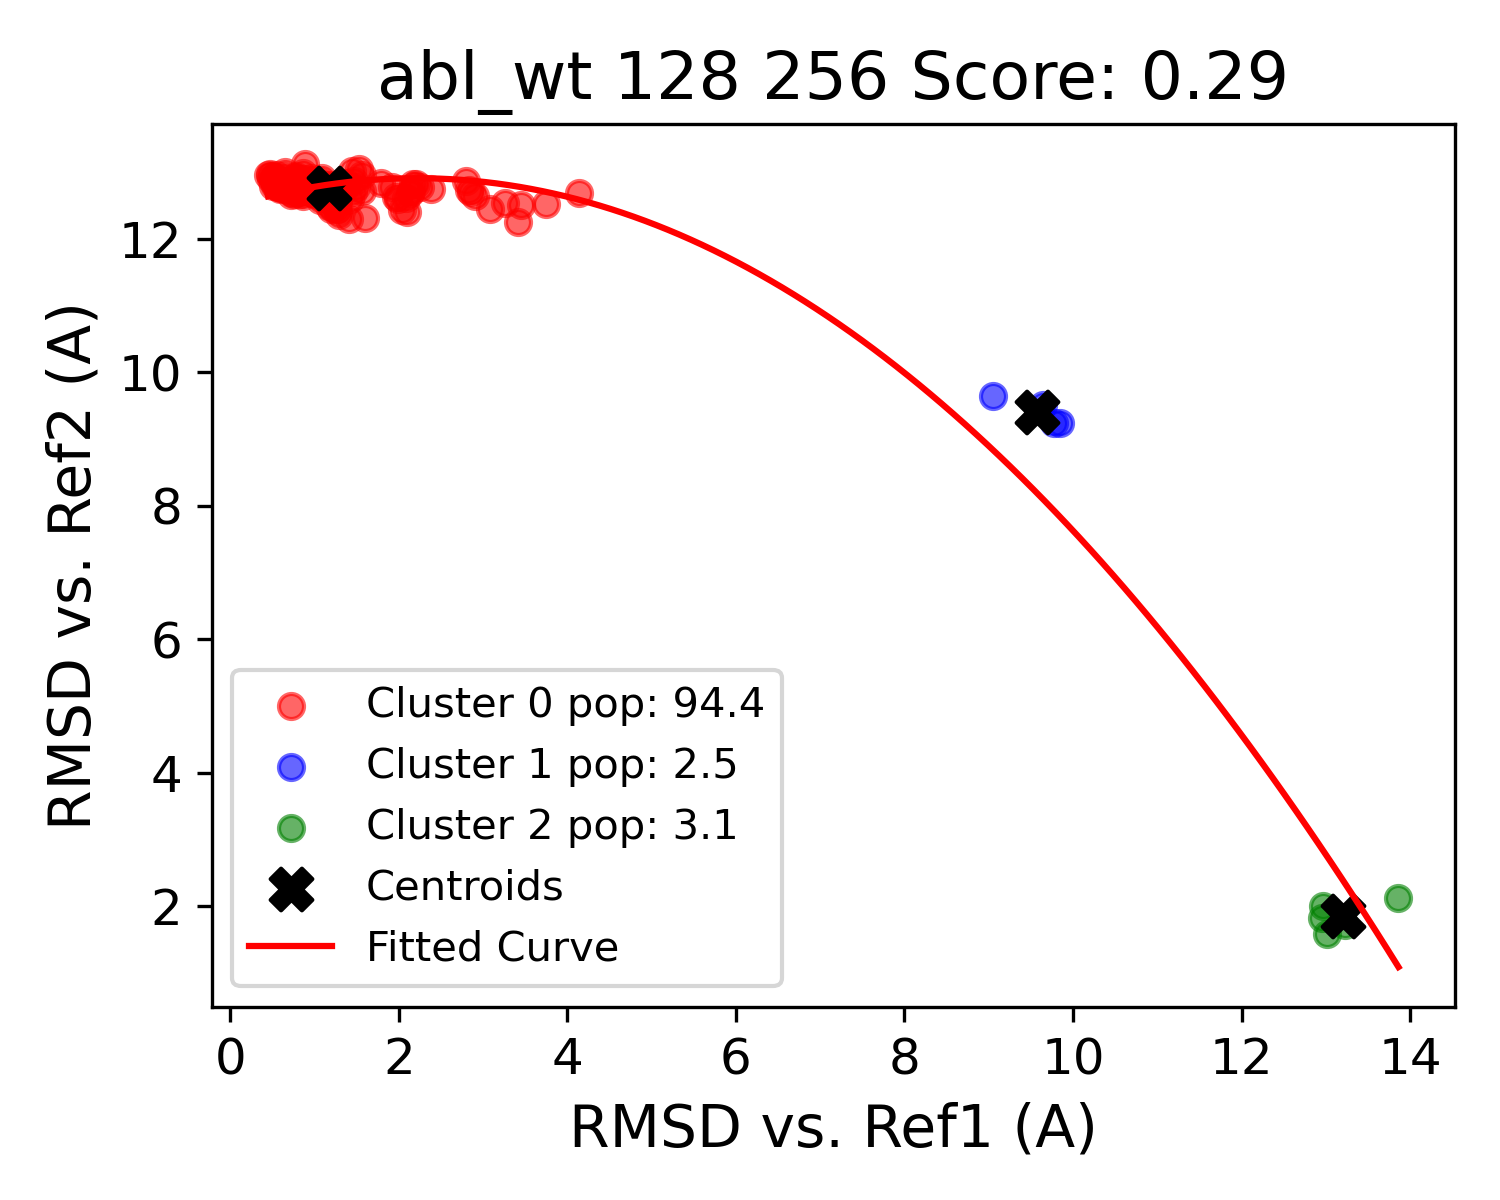 abl_wt 128 256 Score: 0.29
RMSD vs. Ref2 (A)
12
10
8
6
4
2
Cluster 0 pop: 94.4
Cluster 1 pop: 2.5
Cluster 2 pop: 3.1
Centroids
Fitted Curve
0 2 4 6 8 10 12 14
RMSD vs. Ref1 (A)